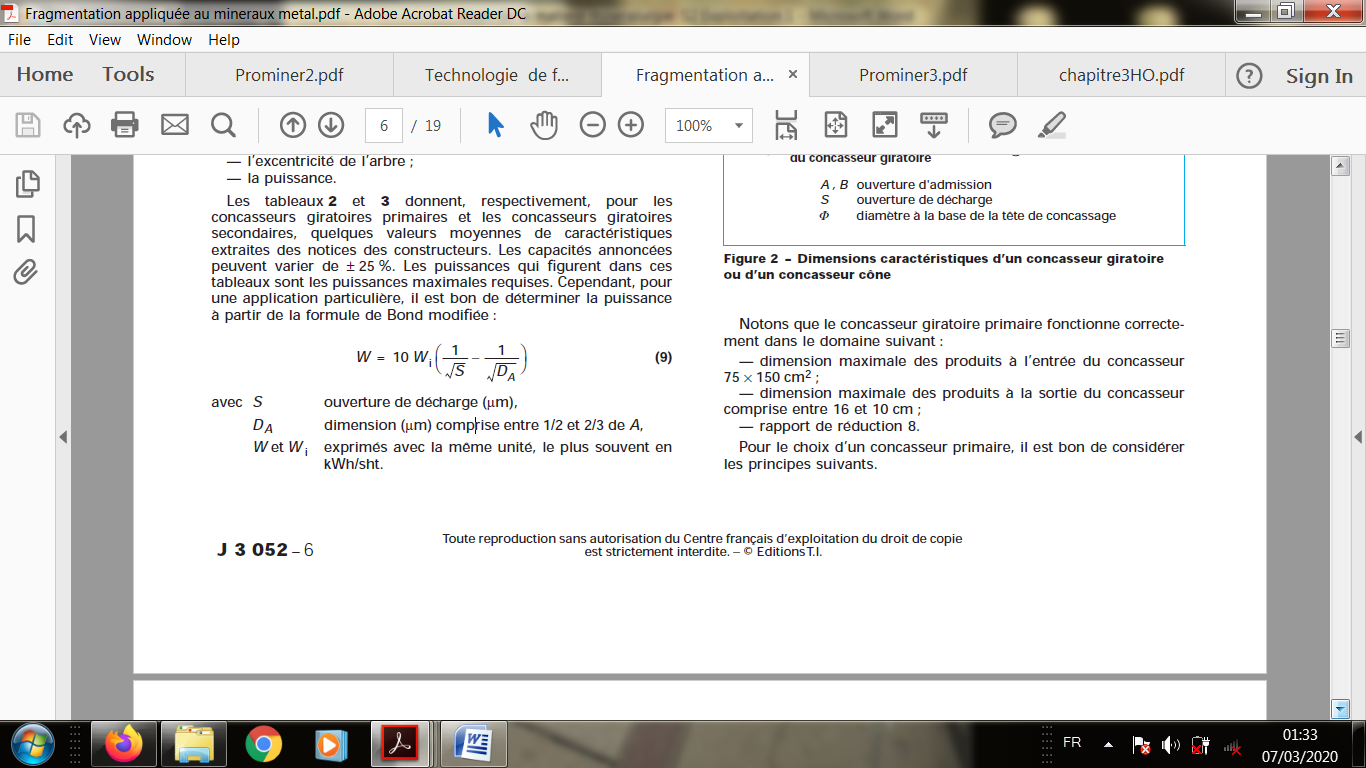 Fragmentation appliquée au mineraux metal.pdf - Adobe Acrobat Reader DC
File Edit View Window Help
Home Tools Prominer2.pdf Technologie de f... Fragmentation a... × Prominer3.pdf chapitre3HO.pdf Sign In
6 / 19 100%
— l'excentricité de l'arbre ;
— la puissance.
Les tableaux 2 et 3 donnent, respectivement, pour les
concasseurs giratoires primaires et les concasseurs giratoires
secondaires, quelques valeurs moyennes de caractéristiques
extraites des notices des constructeurs. Les capacités annoncées
peuvent varier de ± 25 %. Les puissances qui figurent dans ces
tableaux sont les puissances maximales requises. Cependant, pour
une application particulière, il est bon de déterminer la puissance
à partir de la formule de Bond modifiée :
W = 10 W_i (1/√S – 1/√D_A) (9)
avec S ouverture de décharge (µm),
D_A dimension (µm) comprise entre 1/2 et 2/3 de A,
W et W_i exprimés avec la même unité, le plus souvent en
kWh/sht.
du concasseur giratoire
A , B ouverture d'admission
S ouverture de décharge
Φ diamètre à la base de la tête de concassage
Figure 2 – Dimensions caractéristiques d'un concasseur giratoire
ou d'un concasseur cône
Notons que le concasseur giratoire primaire fonctionne correcte-
ment dans le domaine suivant :
— dimension maximale des produits à l'entrée du concasseur
75 × 150 cm² ;
— dimension maximale des produits à la sortie du concasseur
comprise entre 16 et 10 cm ;
— rapport de réduction 8.
Pour le choix d'un concasseur primaire, il est bon de considérer
les principes suivants.
J 3 052 – 6
Toute reproduction sans autorisation du Centre français d'exploitation du droit de copie
est strictement interdite. – © Editions T.I.
FR
01:33
07/03/2020